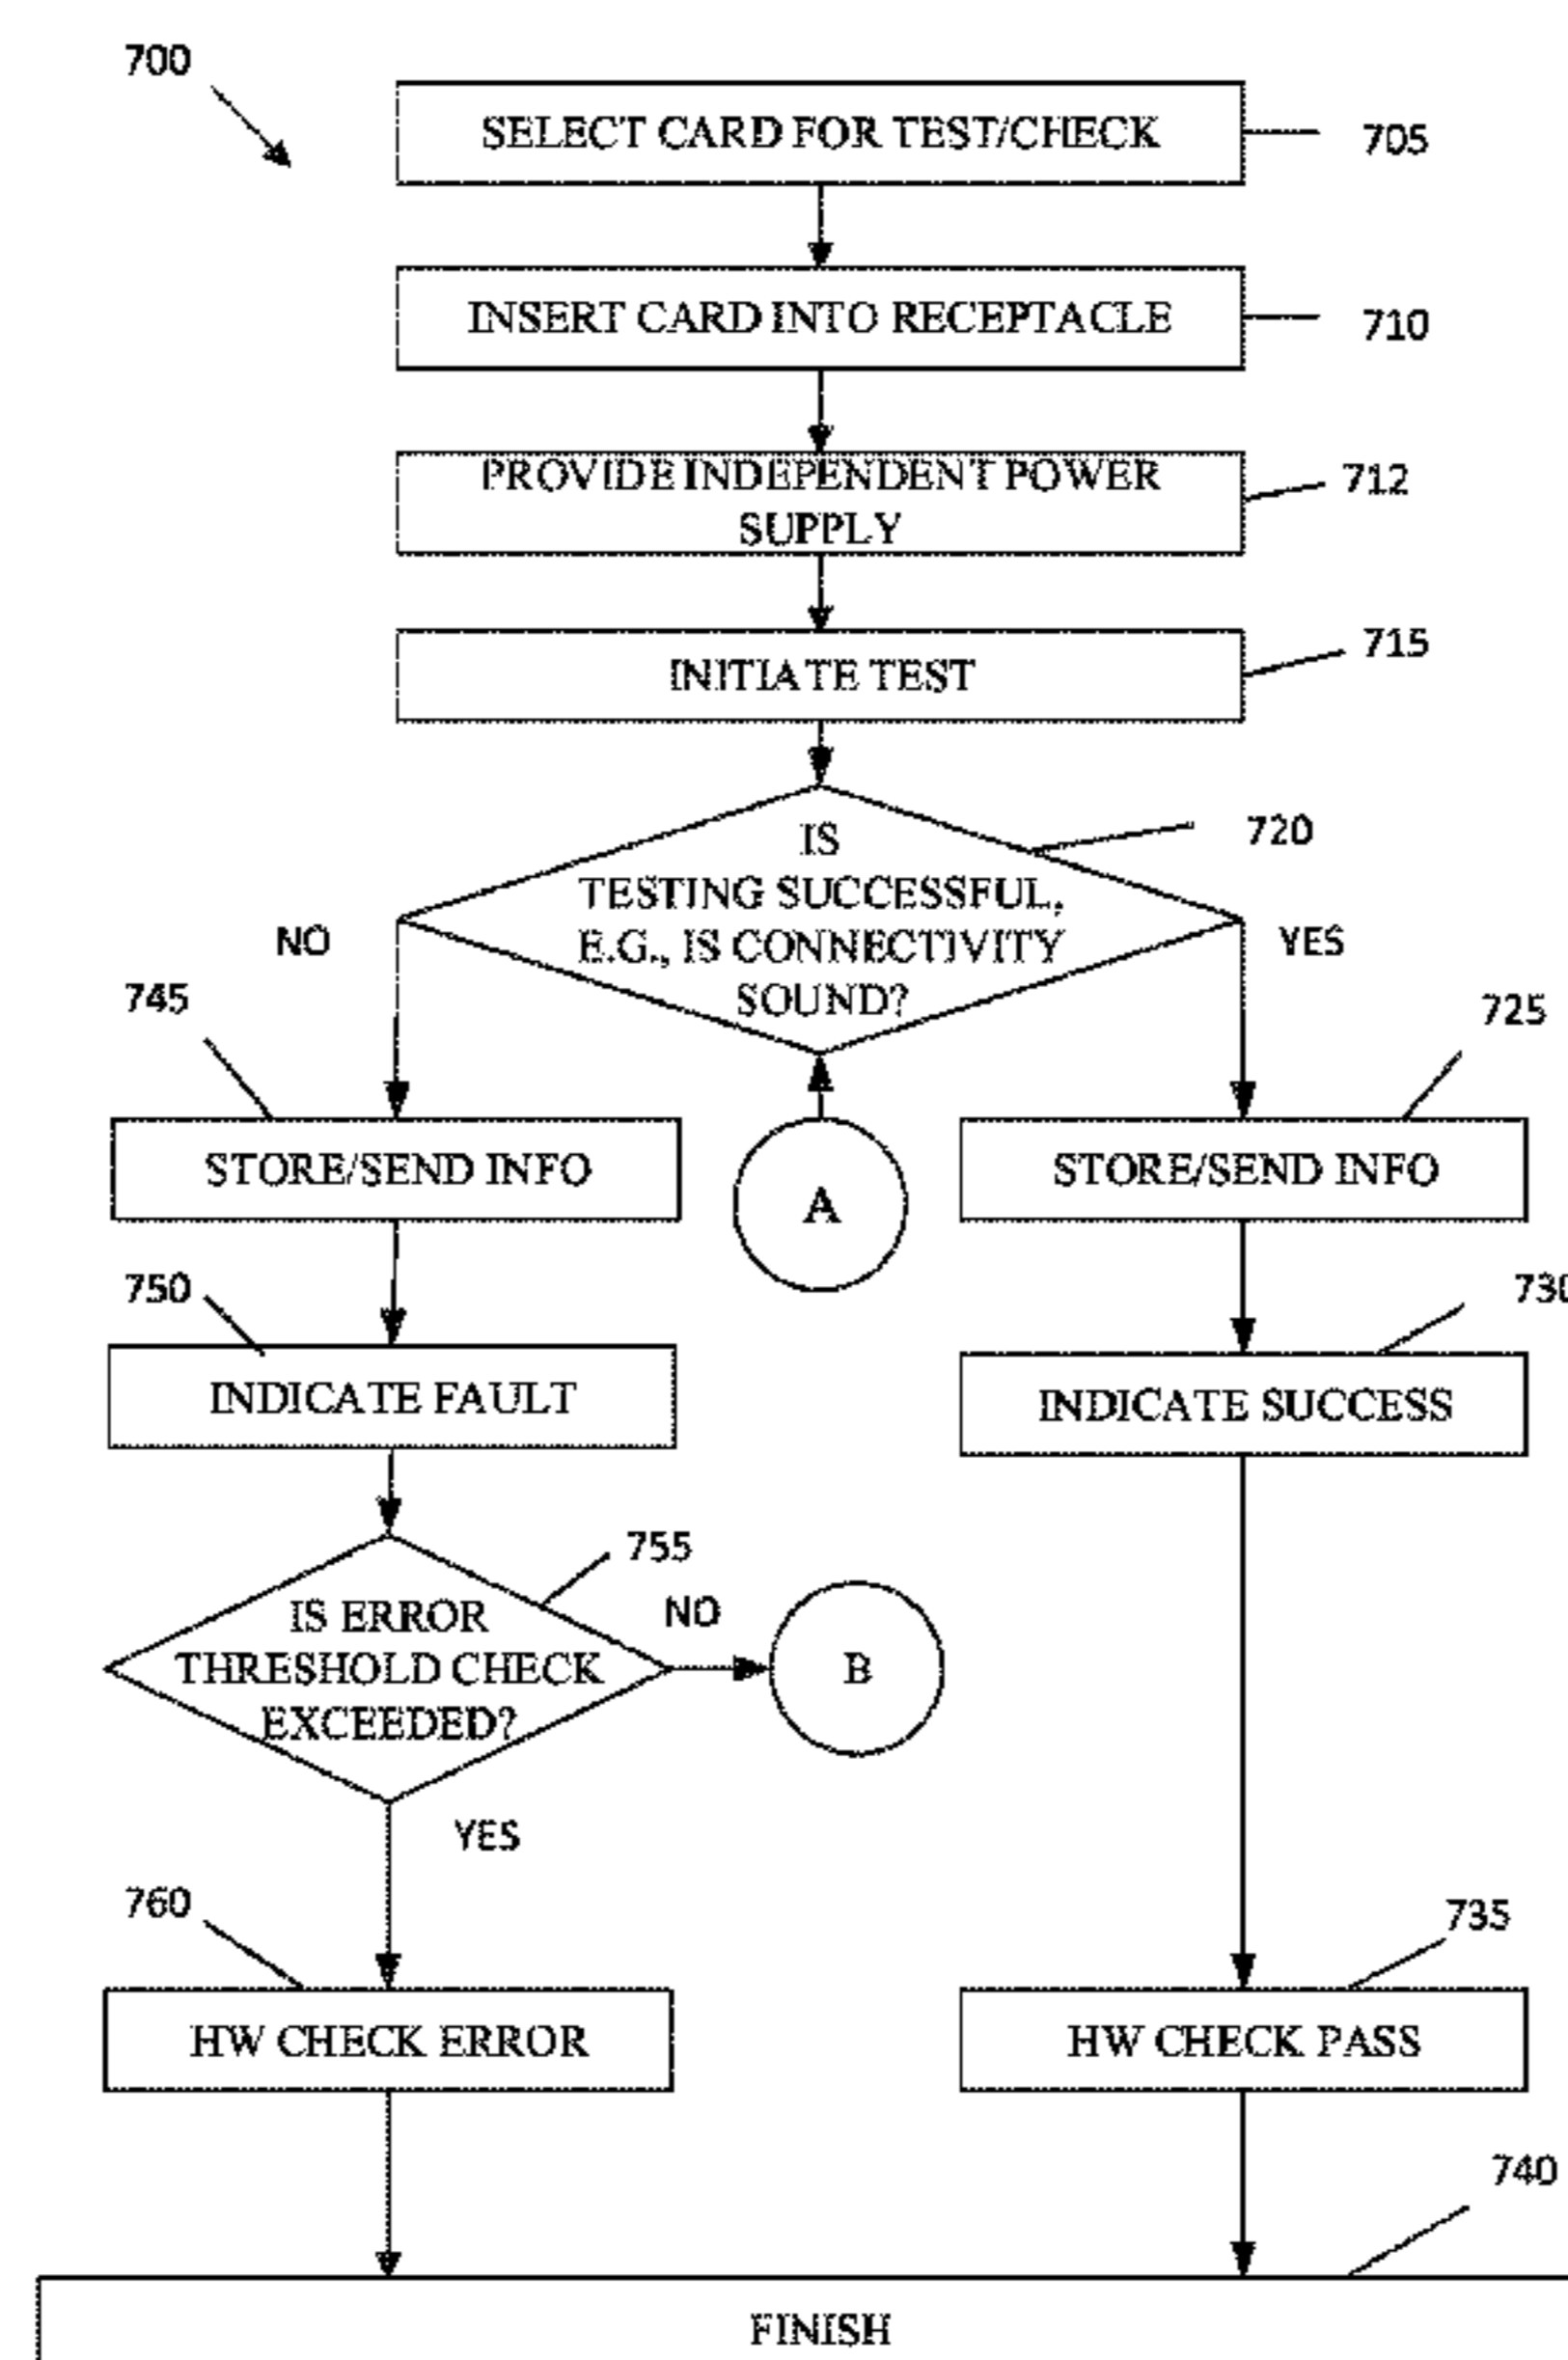 700
SELECT CARD FOR TEST/CHECK
705
INSERT CARD INTO RECEPTACLE
710
PROVIDE INDEPENDENT POWER
SUPPLY
712
INITIATE TEST
715
IS
TESTING SUCCESSFUL,
E.G., IS CONNECTIVITY
SOUND?
720
NO
YES
745
725
STORE/SEND INFO
A
STORE/SEND INFO
750
730
INDICATE FAULT
INDICATE SUCCESS
755
IS ERROR
THRESHOLD CHECK
EXCEEDED?
NO
B
YES
760
735
HW CHECK ERROR
HW CHECK PASS
740
FINISH